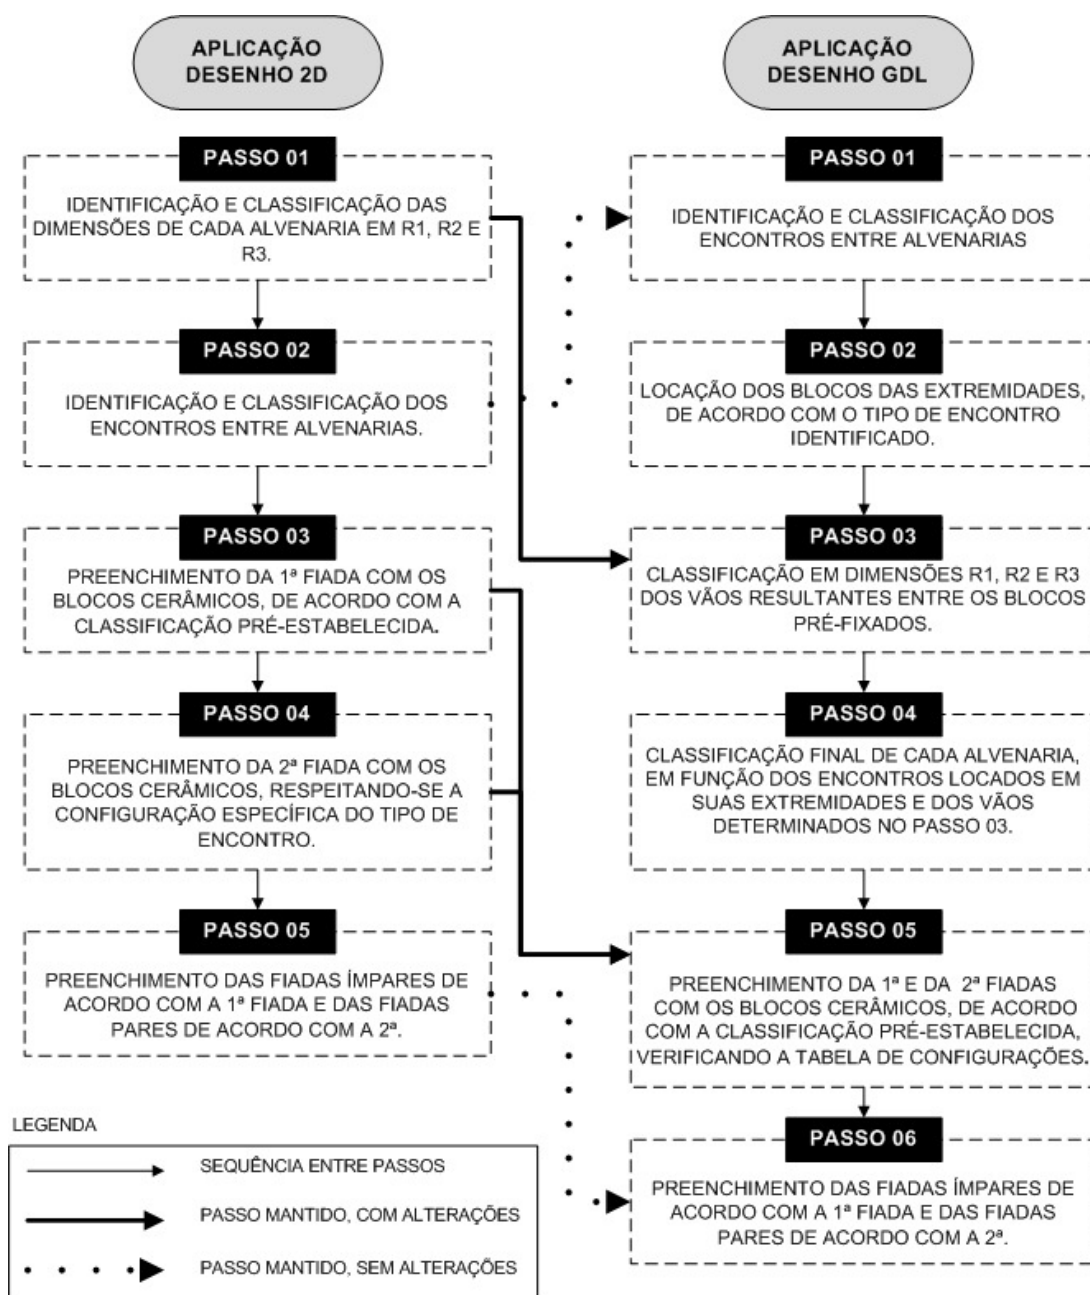 APLICAÇÃO
DESENHO 2D
PASSO 01
IDENTIFICAÇÃO E CLASSIFICAÇÃO DAS
DIMENSÕES DE CADA ALVENARIA EM R1, R2 E
R3.
PASSO 02
IDENTIFICAÇÃO E CLASSIFICAÇÃO DOS
ENCONTROS ENTRE ALVENARIAS.
PASSO 03
PREENCHIMENTO DA 1ª FIADA COM OS
BLOCOS CERÂMICOS, DE ACORDO COM A
CLASSIFICAÇÃO PRÉ-ESTABELECIDA.
PASSO 04
PREENCHIMENTO DA 2ª FIADA COM OS
BLOCOS CERÂMICOS, RESPEITANDO-SE A
CONFIGURAÇÃO ESPECÍFICA DO TIPO DE
ENCONTRO.
PASSO 05
PREENCHIMENTO DAS FIADAS ÍMPARES DE
ACORDO COM A 1ª FIADA E DAS FIADAS
PARES DE ACORDO COM A 2ª.
APLICAÇÃO
DESENHO GDL
PASSO 01
IDENTIFICAÇÃO E CLASSIFICAÇÃO DOS
ENCONTROS ENTRE ALVENARIAS
PASSO 02
LOCAÇÃO DOS BLOCOS DAS EXTREMIDADES,
DE ACORDO COM O TIPO DE ENCONTRO
IDENTIFICADO.
PASSO 03
CLASSIFICAÇÃO EM DIMENSÕES R1, R2 E R3
DOS VÃOS RESULTANTES ENTRE OS BLOCOS
PRÉ-FIXADOS.
PASSO 04
CLASSIFICAÇÃO FINAL DE CADA ALVENARIA,
EM FUNÇÃO DOS ENCONTROS LOCADOS EM
SUAS EXTREMIDADES E DOS VÃOS
DETERMINADOS NO PASSO 03.
PASSO 05
PREENCHIMENTO DA 1ª E DA 2ª FIADAS
COM OS BLOCOS CERÂMICOS, DE ACORDO
COM A CLASSIFICAÇÃO PRÉ-ESTABELECIDA,
VERIFICANDO A TABELA DE CONFIGURAÇÕES.
PASSO 06
PREENCHIMENTO DAS FIADAS ÍMPARES DE
ACORDO COM A 1ª FIADA E DAS FIADAS
PARES DE ACORDO COM A 2ª.
LEGENDA
SEQUÊNCIA ENTRE PASSOS
PASSO MANTIDO, COM ALTERAÇÕES
PASSO MANTIDO, SEM ALTERAÇÕES